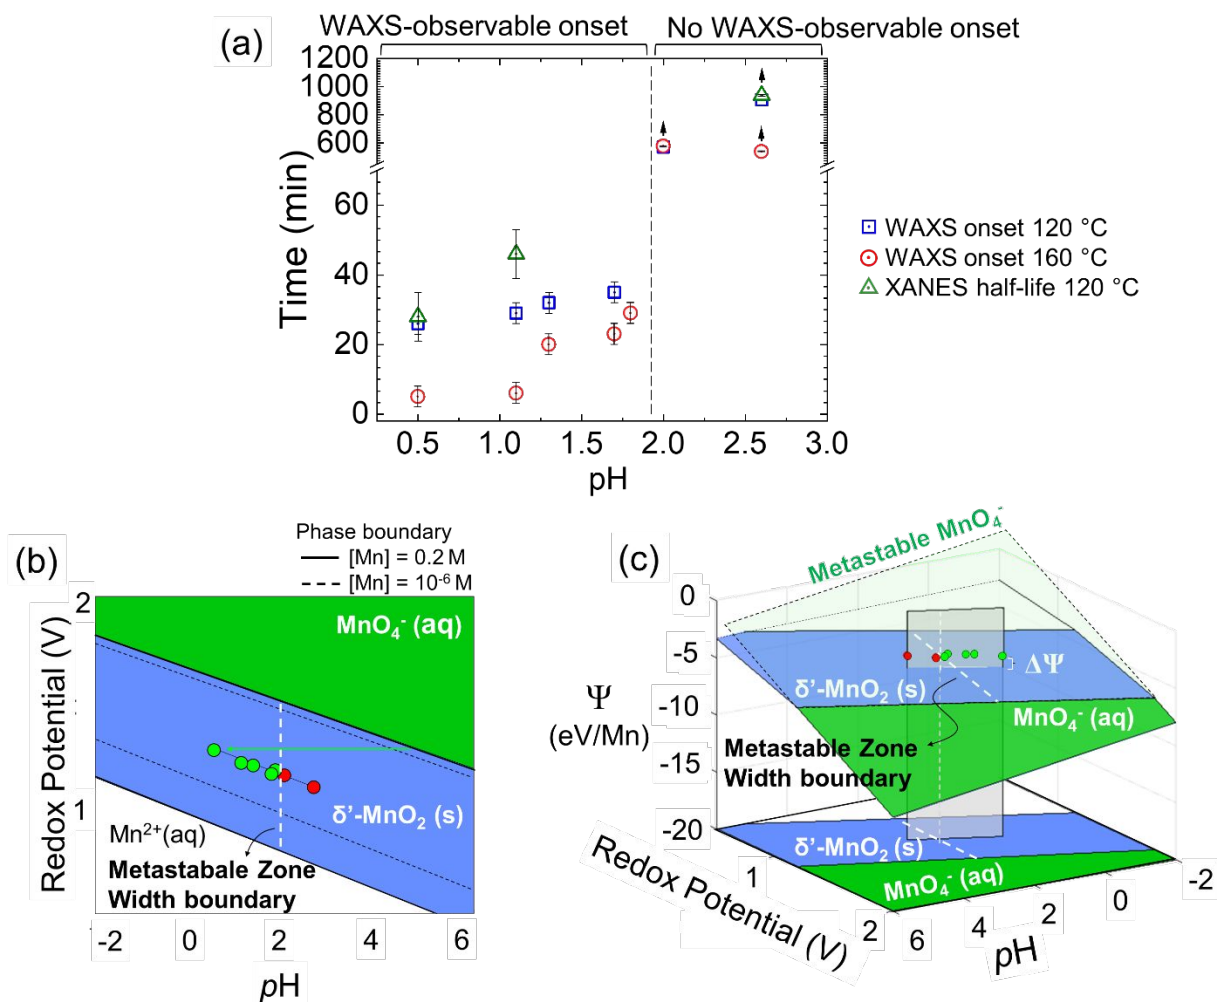 (a)
WAXS-observable onset
No WAXS-observable onset
1200
1000
800
600
60
40
20
0
Time (min)
0.5 1.0 1.5 2.0 2.5 3.0
pH
WAXS onset 120 °C
WAXS onset 160 °C
XANES half-life 120 °C
(b)
Phase boundary
[Mn] = 0.2 M
[Mn] = 10⁻⁶ M
2
1
Redox Potential (V)
MnO₄⁻ (aq)
δ'-MnO₂ (s)
Mn²⁺(aq)
Metastabale Zone
Width boundary
-2 0 2 4 6
pH
(c)
Metastable MnO₄⁻
0
-5
-10
-15
-20
Ψ
(eV/Mn)
ΔΨ
δ'-MnO₂ (s)
MnO₄⁻ (aq)
Metastable Zone
Width boundary
δ'-MnO₂ (s)
MnO₄⁻ (aq)
Redox Potential (V)
1
2
6 4 2 0 -2
pH